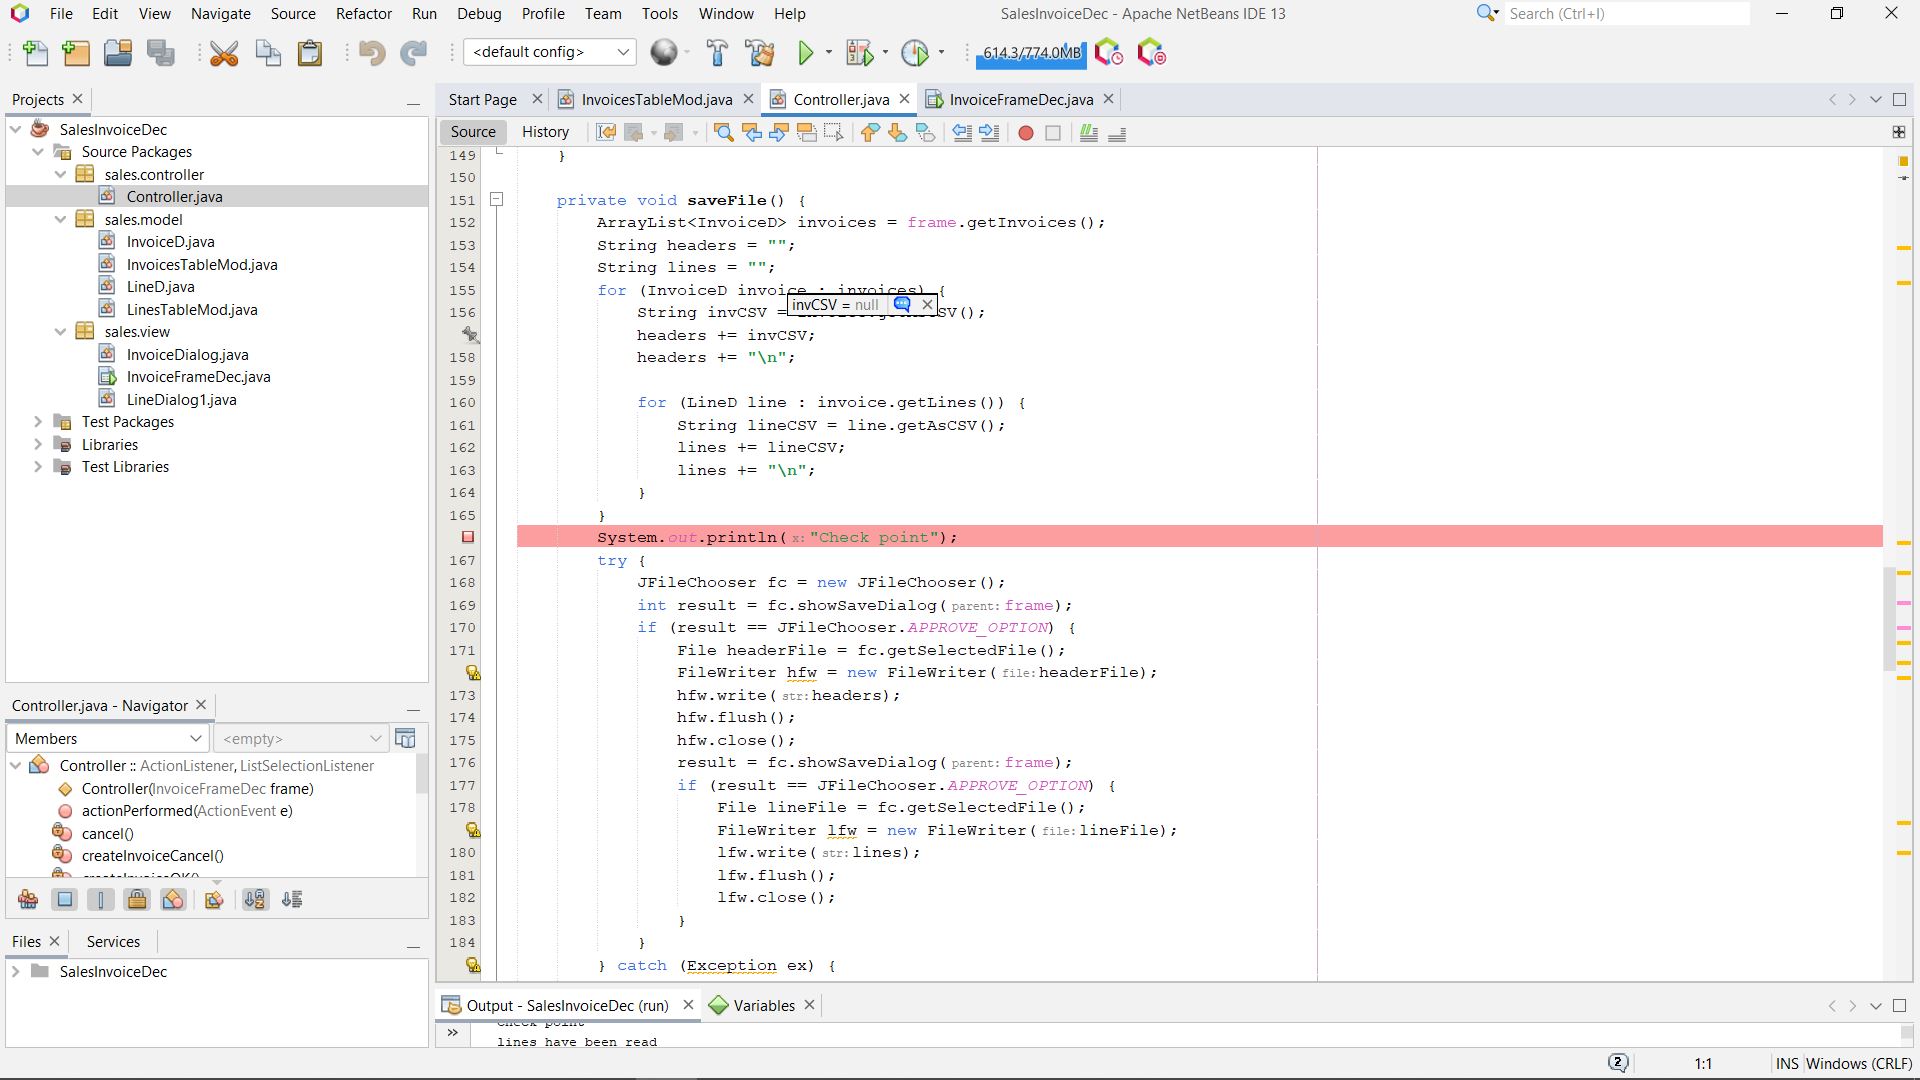 File Edit View Navigate Source Refactor Run Debug Profile Team Tools Window Help
SalesInvoiceDec - Apache NetBeans IDE 13
Search (Ctrl+I)
<default config>
614.3/774.0MB
Projects
Start Page
InvoicesTableMod.java
Controller.java
InvoiceFrameDec.java
Source
History
SalesInvoiceDec
Source Packages
sales.controller
Controller.java
sales.model
InvoiceD.java
InvoicesTableMod.java
LineD.java
LinesTableMod.java
sales.view
InvoiceDialog.java
InvoiceFrameDec.java
LineDialog1.java
Test Packages
Libraries
Test Libraries
149 }
150
151 private void saveFile() {
152 ArrayList<InvoiceD> invoices = frame.getInvoices();
153 String headers = "";
154 String lines = "";
155 for (InvoiceD invoice : invoices) {
invCSV = null
156 String invCSV = SV();
headers += invCSV;
158 headers += "\n";
159
160 for (LineD line : invoice.getLines()) {
161 String lineCSV = line.getAsCSV();
162 lines += lineCSV;
163 lines += "\n";
164 }
165 }
System.out.println(x: "Check point");
167 try {
168 JFileChooser fc = new JFileChooser();
169 int result = fc.showSaveDialog(parent: frame);
170 if (result == JFileChooser.APPROVE_OPTION) {
171 File headerFile = fc.getSelectedFile();
FileWriter hfw = new FileWriter(file: headerFile);
173 hfw.write(str: headers);
174 hfw.flush();
175 hfw.close();
176 result = fc.showSaveDialog(parent: frame);
177 if (result == JFileChooser.APPROVE_OPTION) {
178 File lineFile = fc.getSelectedFile();
FileWriter lfw = new FileWriter(file: lineFile);
180 lfw.write(str: lines);
181 lfw.flush();
182 lfw.close();
183 }
184 }
} catch (Exception ex) {
Controller.java - Navigator
Members
<empty>
Controller :: ActionListener, ListSelectionListener
Controller(InvoiceFrameDec frame)
actionPerformed(ActionEvent e)
cancel()
createInvoiceCancel()
createInvoiceOK()
Files
Services
SalesInvoiceDec
Output - SalesInvoiceDec (run)
Variables
Check point
lines have been read
2
1:1
INS
Windows (CRLF)